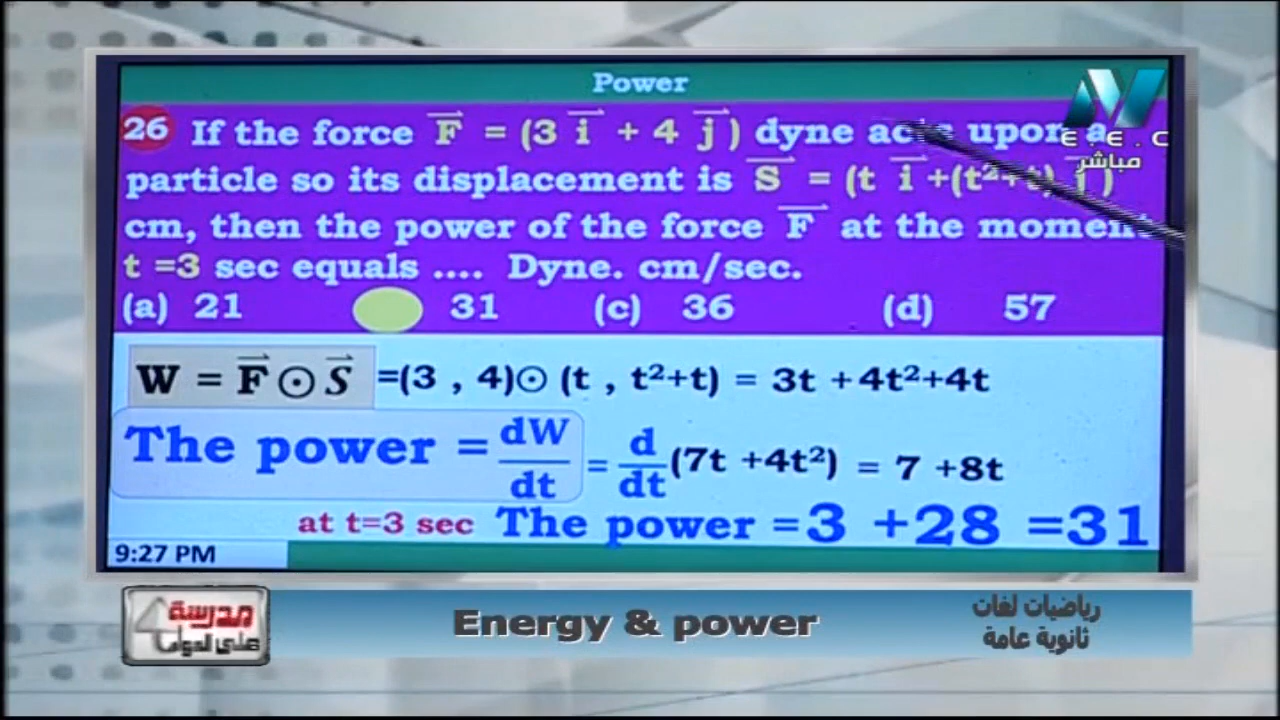 Power
26 If the force F = (3 i + 4 j) dyne acts upon a
particle so its displacement is S = (t i +(t²+t) j)
cm, then the power of the force F at the moment
t =3 sec equals .... Dyne. cm/sec.
(a) 21 31 (c) 36 (d) 57
W = F⊙S =(3 , 4)⊙ (t , t²+t) = 3t +4t²+4t
The power = dW/dt = d/dt (7t +4t²) = 7 +8t
at t=3 sec The power =3 +28 =31
9:27 PM
E.E.C
مباشر
مدرسة
على الهواء
Energy & power
رياضيات لغات
ثانوية عامة